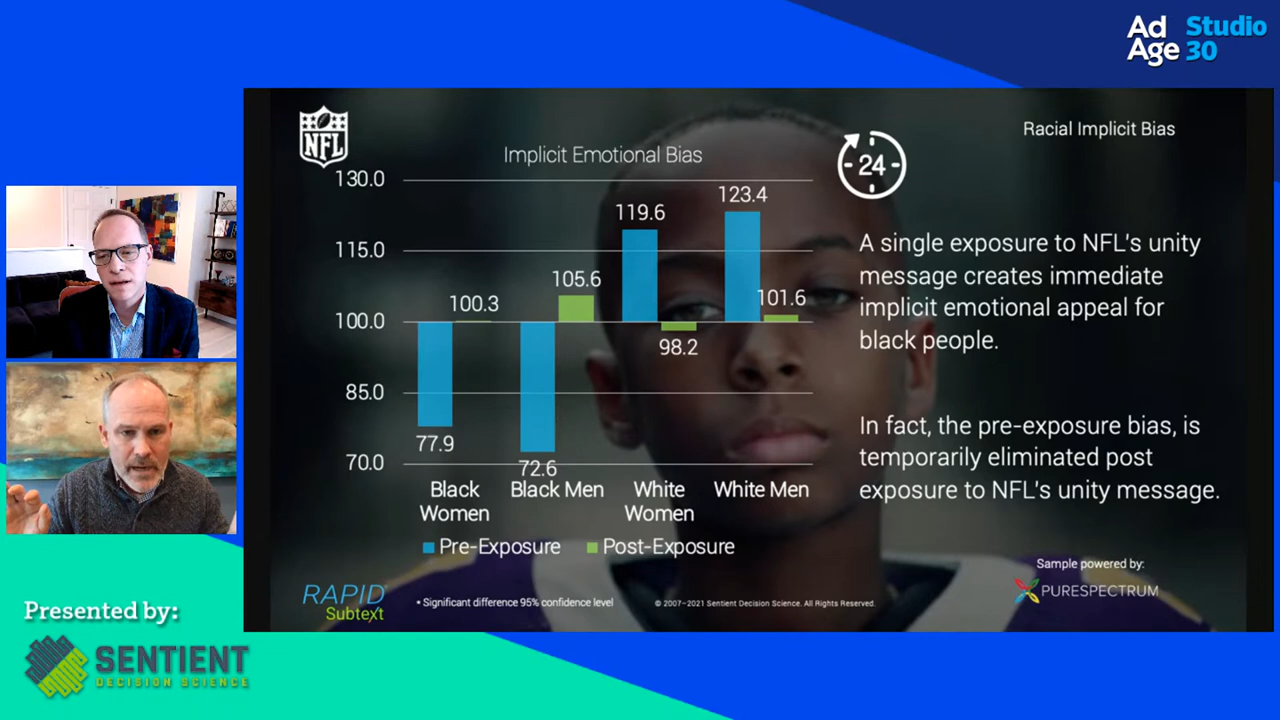 Ad Studio
Age 30
NFL
Implicit Emotional Bias
24
Racial Implicit Bias
130.0
115.0
100.0
85.0
70.0
77.9
100.3
72.6
105.6
119.6
98.2
123.4
101.6
Black
Women
Black Men
White
Women
White Men
Pre-Exposure
Post-Exposure
A single exposure to NFL's unity
message creates immediate
implicit emotional appeal for
black people.
In fact, the pre-exposure bias, is
temporarily eliminated post
exposure to NFL's unity message.
RAPID
Subtext
* Significant difference 95% confidence level
© 2007–2021 Sentient Decision Science. All Rights Reserved.
Sample powered by:
PURESPECTRUM
Presented by:
SENTIENT
DECISION SCIENCE